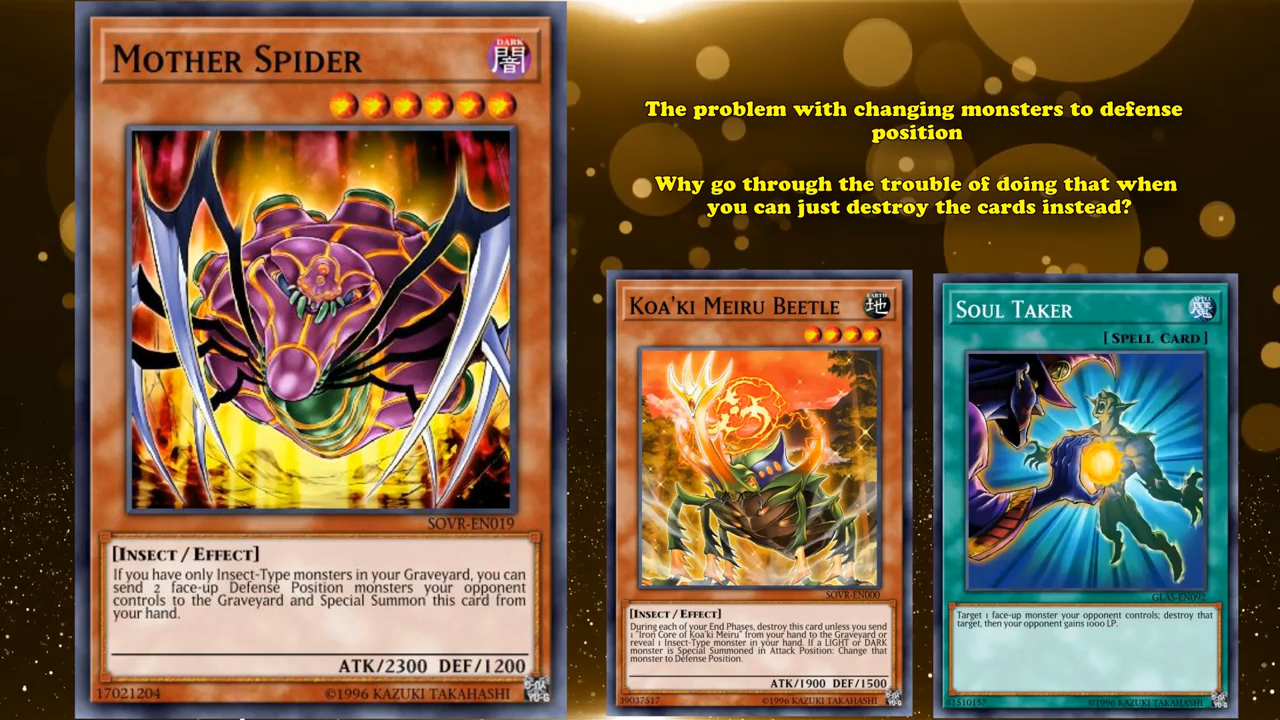 MOTHER SPIDER
DARK
闇
SOVR-EN019
[INSECT / EFFECT]
If you have only Insect-Type monsters in your Graveyard, you can
send 2 face-up Defense Position monsters your opponent
controls to the Graveyard and Special Summon this card from
your hand.
ATK/2300 DEF/1200
17021204
©1996 KAZUKI TAKAHASHI
The problem with changing monsters to defense
position
Why go through the trouble of doing that when
you can just destroy the cards instead?
KOA'KI MEIRU BEETLE
EARTH
地
SOVR-EN000
[INSECT / EFFECT]
During each of your End Phases, destroy this card unless you send
1 "Iron Core of Koa'ki Meiru" from your hand to the Graveyard or
reveal 1 Insect-Type monster in your hand. If a LIGHT or DARK
monster is Special Summoned in Attack Position: Change that
monster to Defense Position.
ATK/1900 DEF/1500
39037517
©1996 KAZUKI TAKAHASHI
SOUL TAKER
SPELL
魔
[SPELL CARD]
GLAS-EN092
Target 1 face-up monster your opponent controls; destroy that
target, then your opponent gains 1000 LP.
81510157
©1996 KAZUKI TAKAHASHI